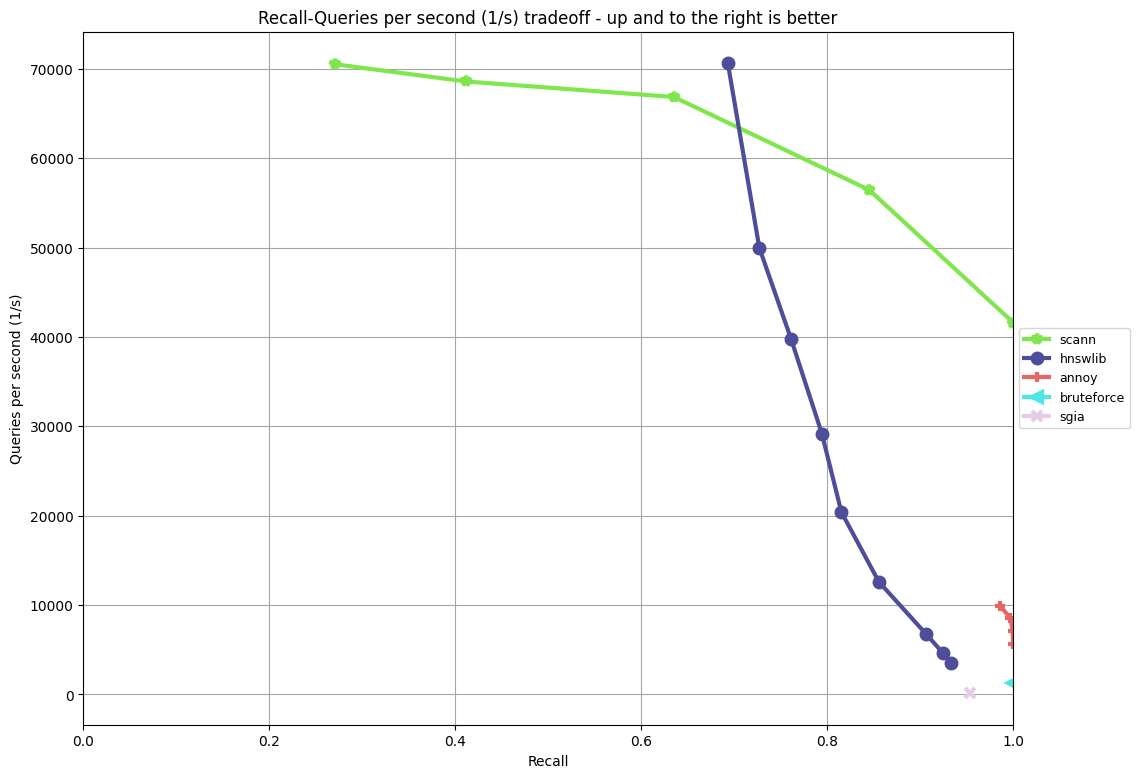 Recall-Queries per second (1/s) tradeoff - up and to the right is better
Queries per second (1/s)
70000
60000
50000
40000
30000
20000
10000
0
0.0
0.2
0.4
0.6
0.8
1.0
Recall
scann
hnswlib
annoy
bruteforce
sgia